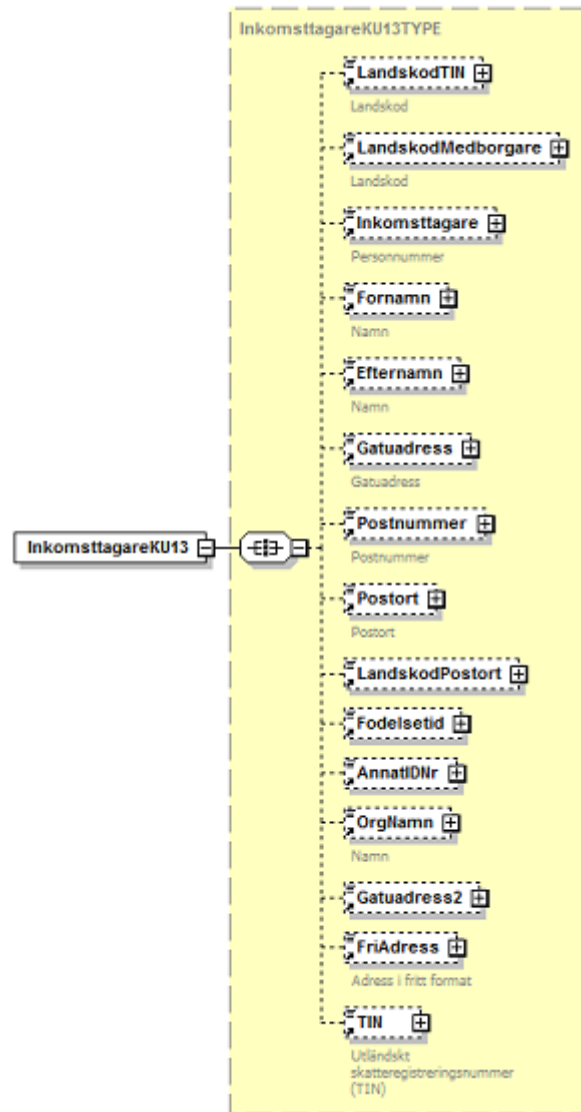 InkomsttagareKU13TYPE
LandskodTIN
Landskod
LandskodMedborgare
Landskod
Inkomsttagare
Personnummer
Fornamn
Namn
Efternamn
Namn
Gatuadress
Gatuadress
Postnummer
Postnummer
InkomsttagareKU13
Postort
Postort
LandskodPostort
Fodelsetid
AnnatIDNr
OrgNamn
Namn
Gatuadress2
FriAdress
Adress i fritt format
TIN
Utländskt
skatteregistreringsnummer
(TIN)